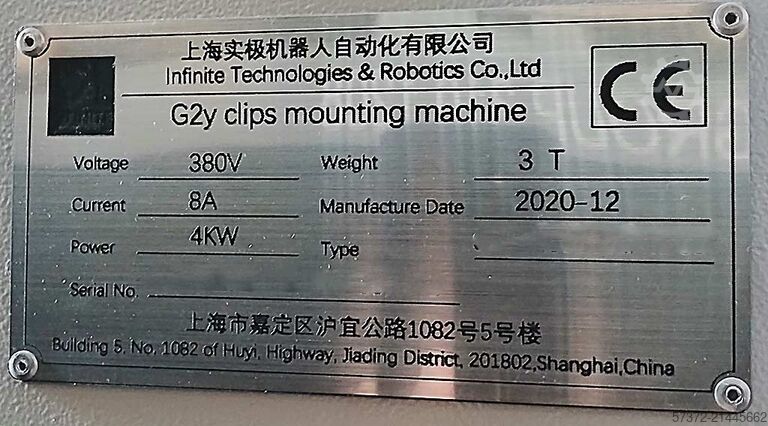 上海实极机器人自动化有限公司
Infinite Technologies & Robotics Co.,Ltd
G2y clips mounting machine
CE
Voltage 380V Weight 3 T
Current 8A Manufacture Date 2020-12
Power 4KW Type
Serial No.
上海市嘉定区沪宜公路1082号5号楼
Building 5, No. 1082 of Huyi, Highway, Jiading District, 201802,Shanghai,China
57372-21445662